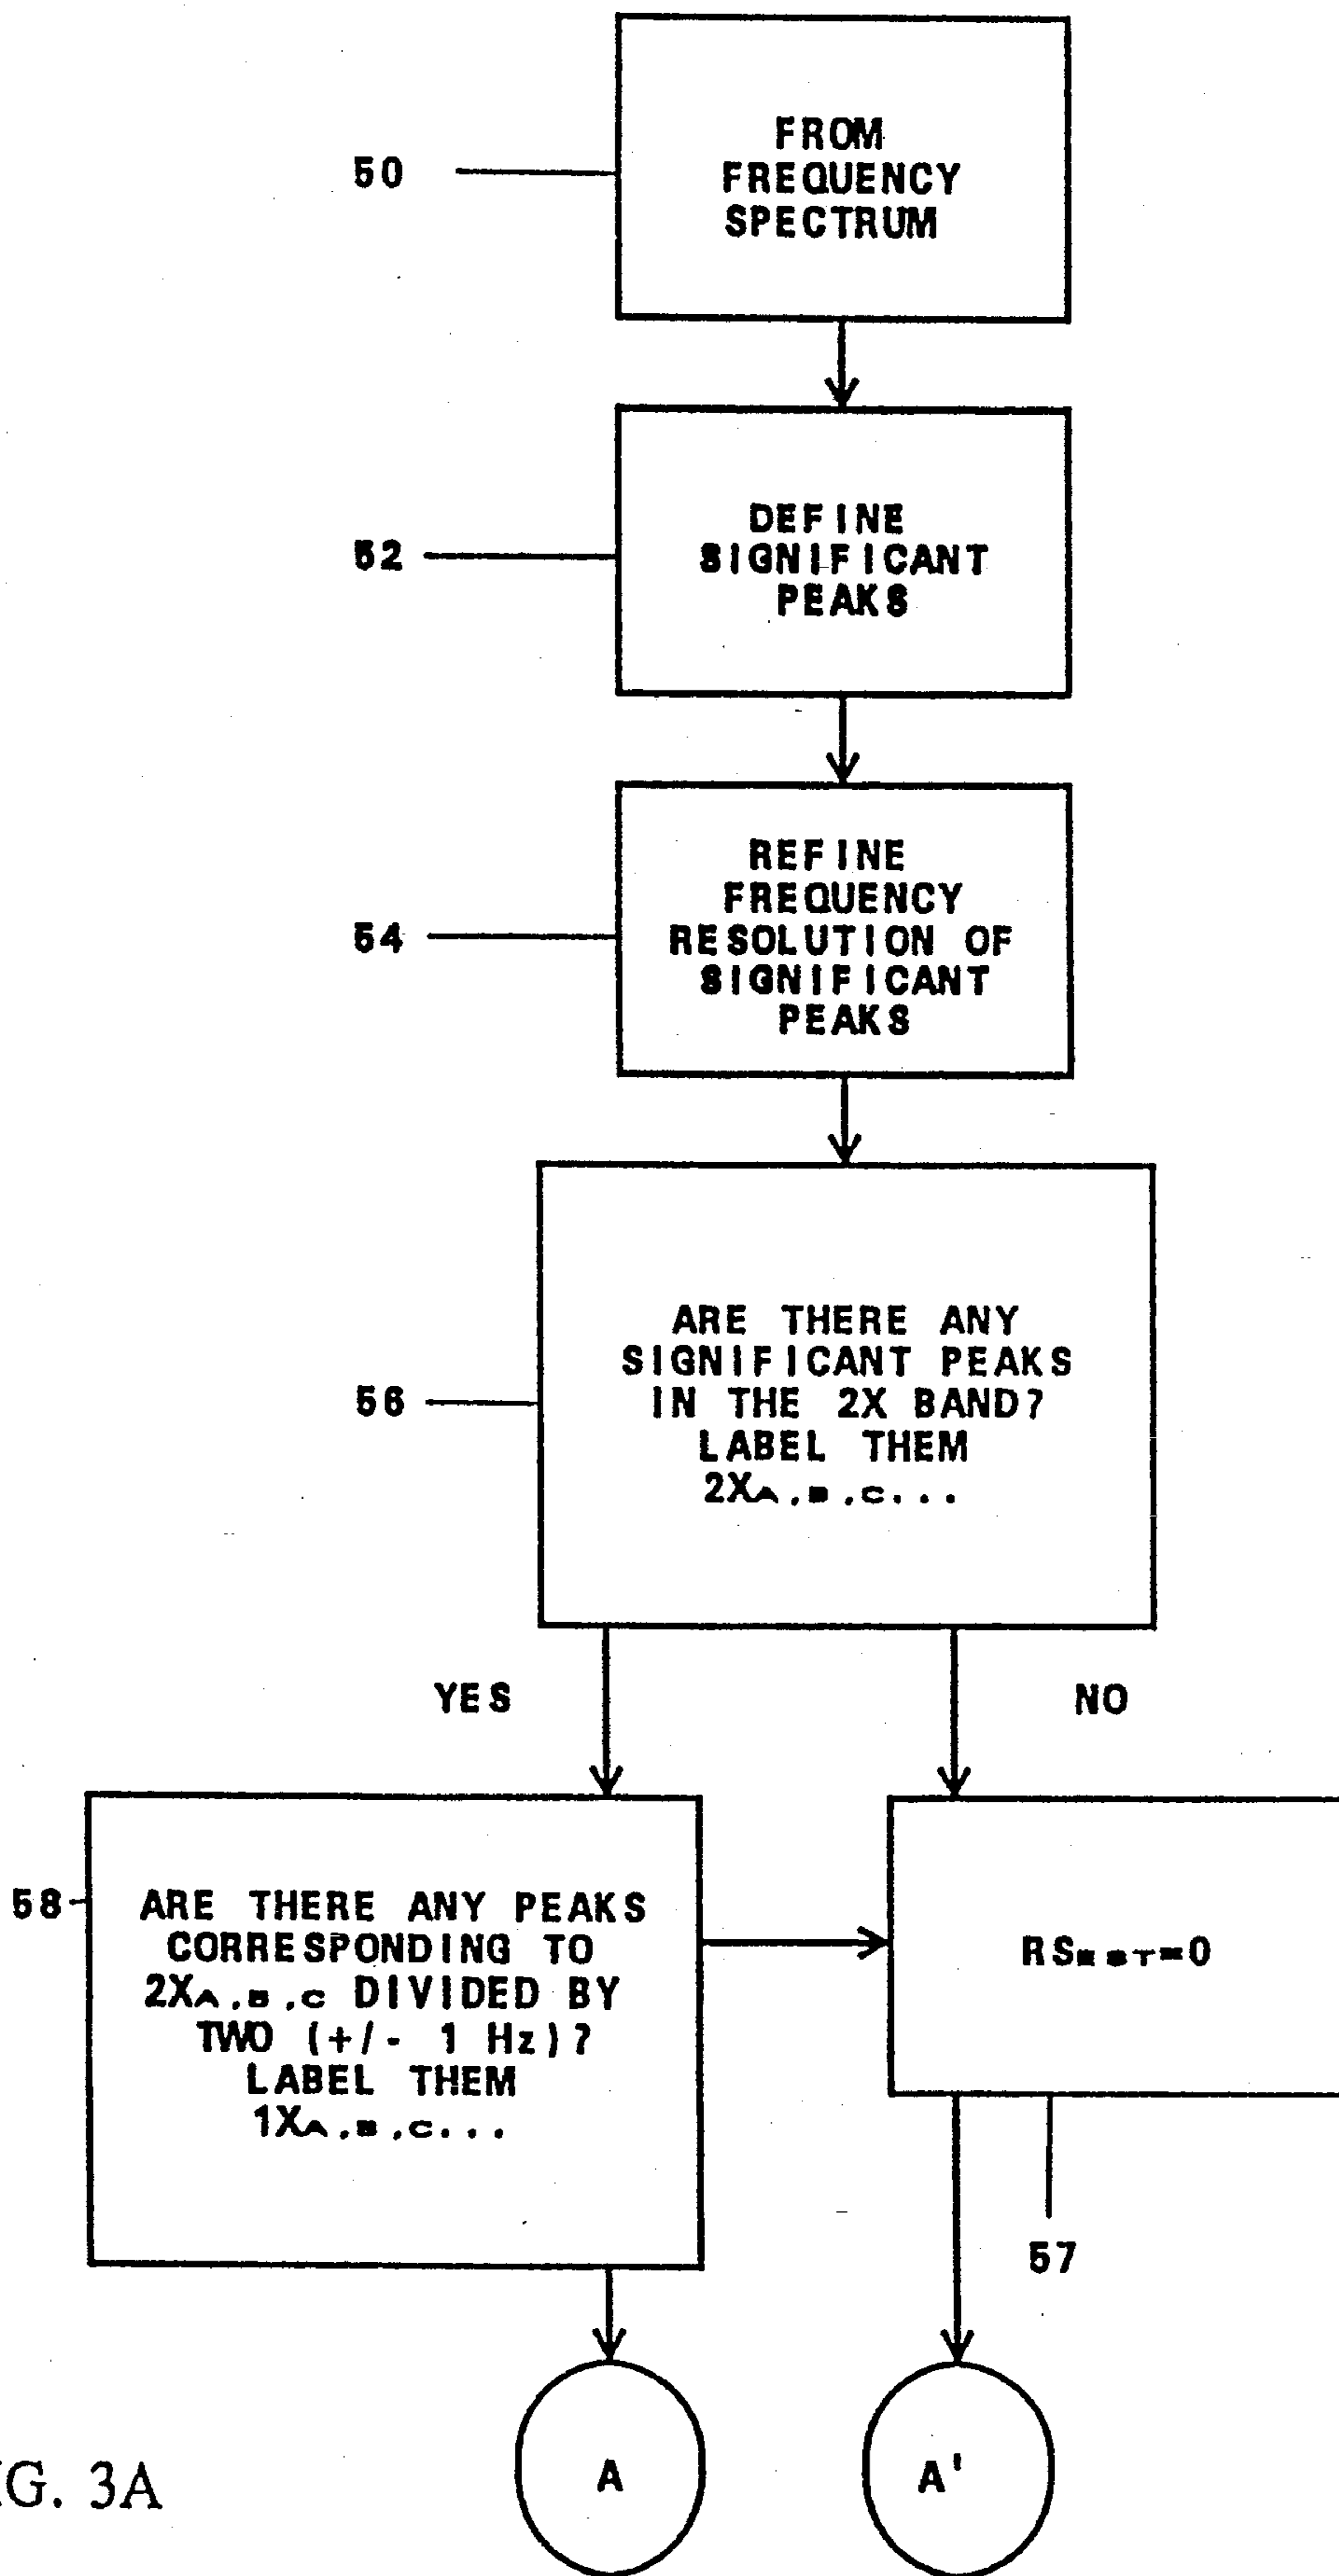 FROM
FREQUENCY
SPECTRUM
50
DEFINE
SIGNIFICANT
PEAKS
52
REFINE
FREQUENCY
RESOLUTION OF
SIGNIFICANT
PEAKS
54
ARE THERE ANY
SIGNIFICANT PEAKS
IN THE 2X BAND?
LABEL THEM
2XA,B,C...
56
YES
NO
58
ARE THERE ANY PEAKS
CORRESPONDING TO
2XA,B,C DIVIDED BY
TWO (+/- 1 Hz)?
LABEL THEM
1XA,B,C...
RSEST=0
57
A
A'
IG. 3A